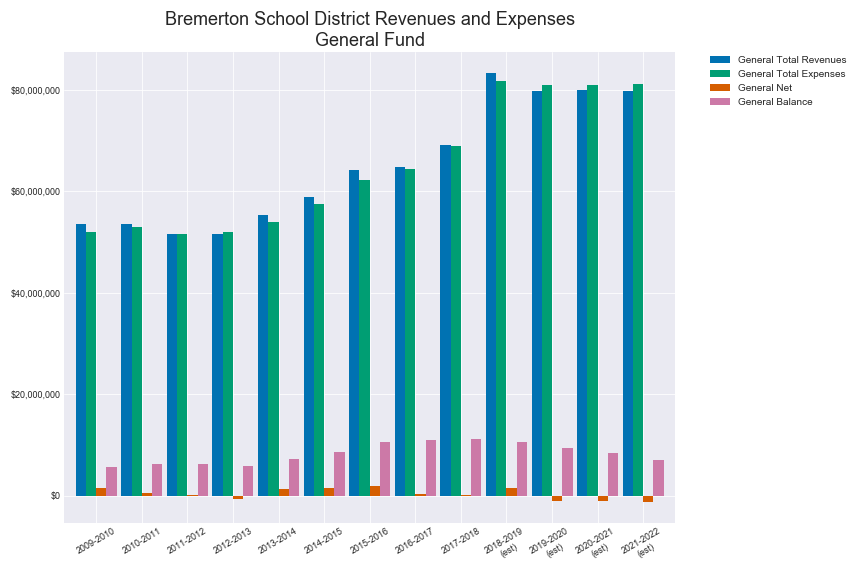 Bremerton School District Revenues and Expenses
General Fund
General Total Revenues
General Total Expenses
General Net
General Balance
$80,000,000
$60,000,000
$40,000,000
$20,000,000
$0
2009-2010
2010-2011
2011-2012
2012-2013
2013-2014
2014-2015
2015-2016
2016-2017
2017-2018
2018-2019
(est)
2019-2020
(est)
2020-2021
(est)
2021-2022
(est)